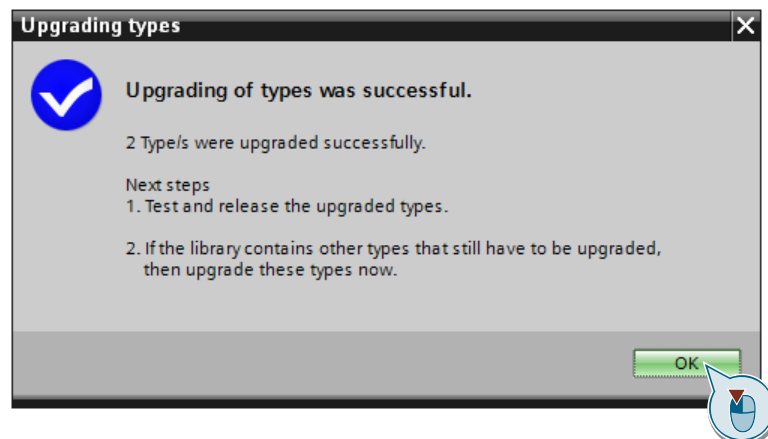 Upgrading types
Upgrading of types was successful.
2 Type/s were upgraded successfully.
Next steps
1. Test and release the upgraded types.
2. If the library contains other types that still have to be upgraded,
then upgrade these types now.
OK